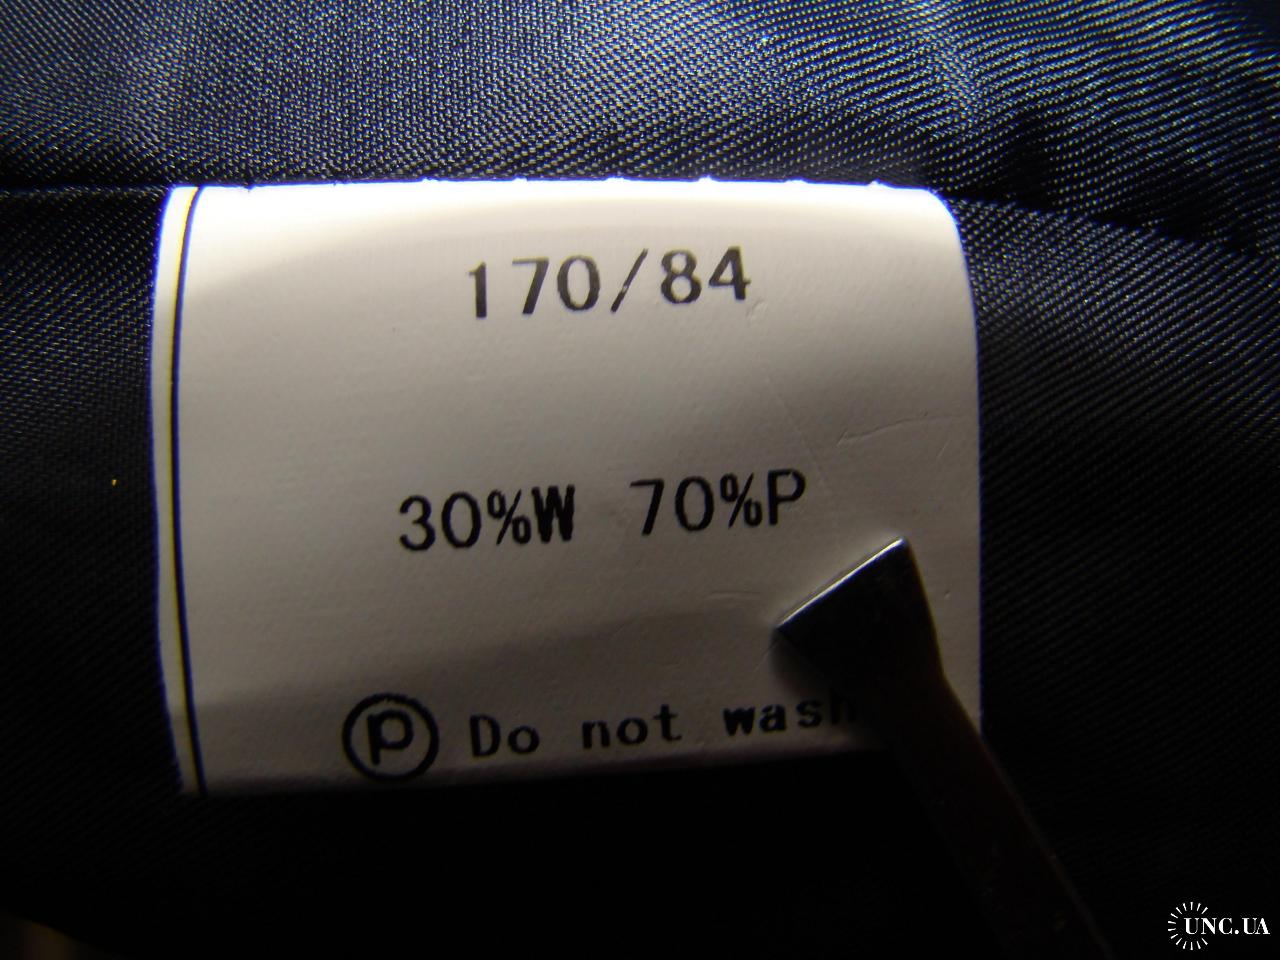 170/84
30%W 70%P
P Do not wash
UNC.UA